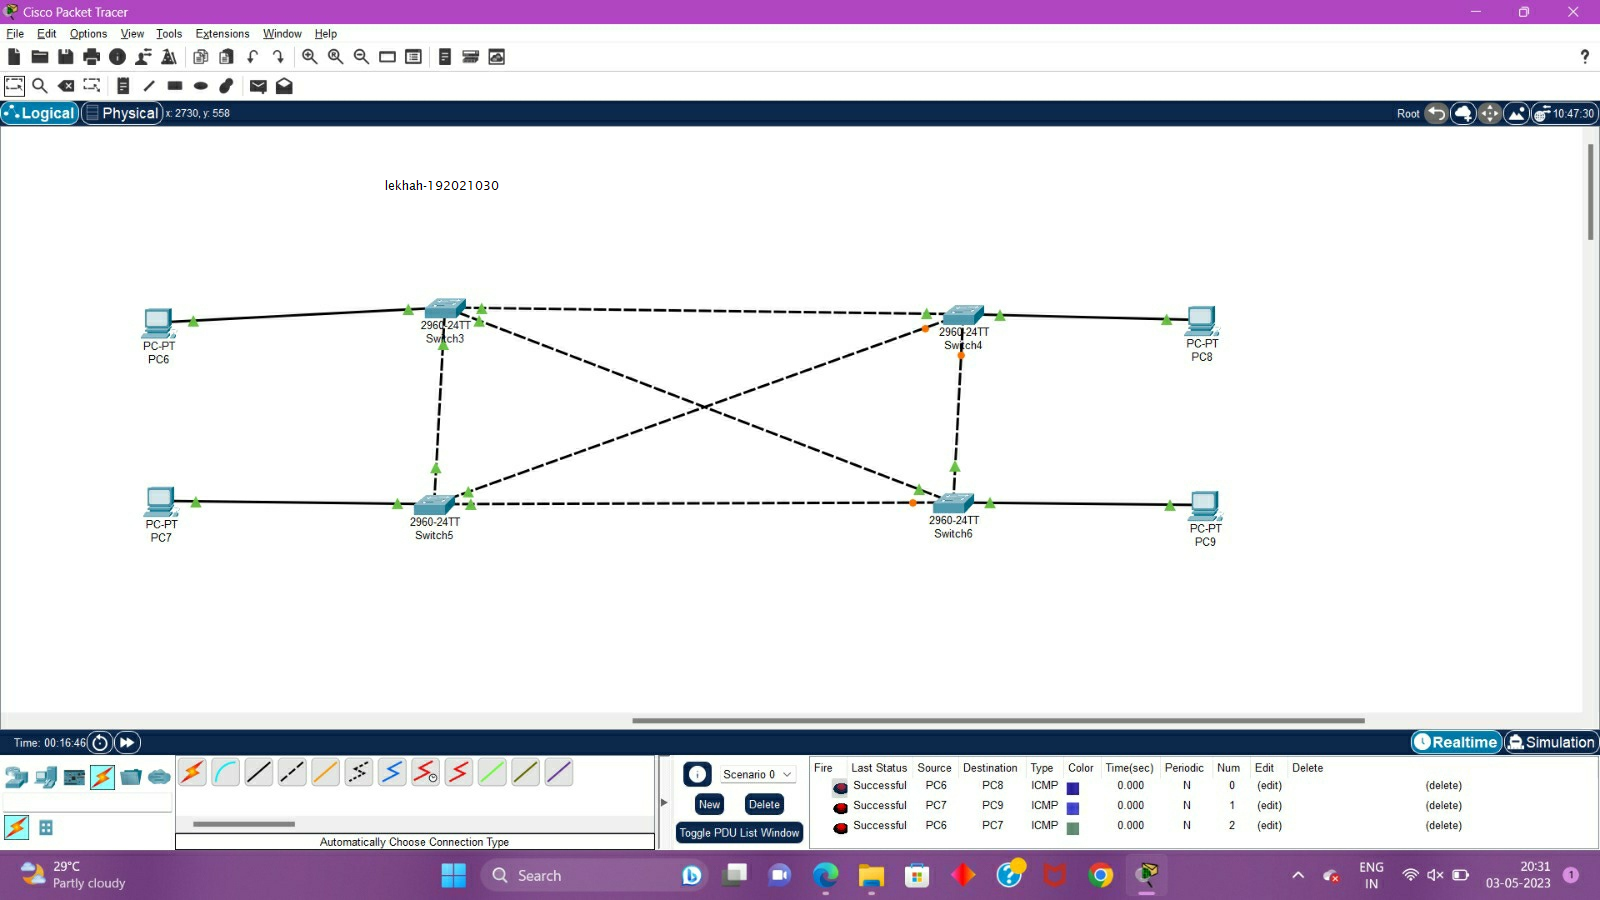 Cisco Packet Tracer
File Edit Options View Tools Extensions Window Help
Logical Physical x: 2730, y: 558 Root 10:47:30
lekhah-192021030
2960-24TT
Switch3
2960-24TT
Switch4
PC-PT
PC6
PC-PT
PC8
PC-PT
PC7
2960-24TT
Switch5
2960-24TT
Switch6
PC-PT
PC9
Time: 00:16:46 Realtime Simulation
Scenario 0
New Delete
Toggle PDU List Window
Automatically Choose Connection Type
Fire Last Status Source Destination Type Color Time(sec) Periodic Num Edit Delete
Successful PC6 PC8 ICMP 0.000 N 0 (edit) (delete)
Successful PC7 PC9 ICMP 0.000 N 1 (edit) (delete)
Successful PC6 PC7 ICMP 0.000 N 2 (edit) (delete)
29°C
Partly cloudy
Search
ENG
IN
20:31
03-05-2023
1